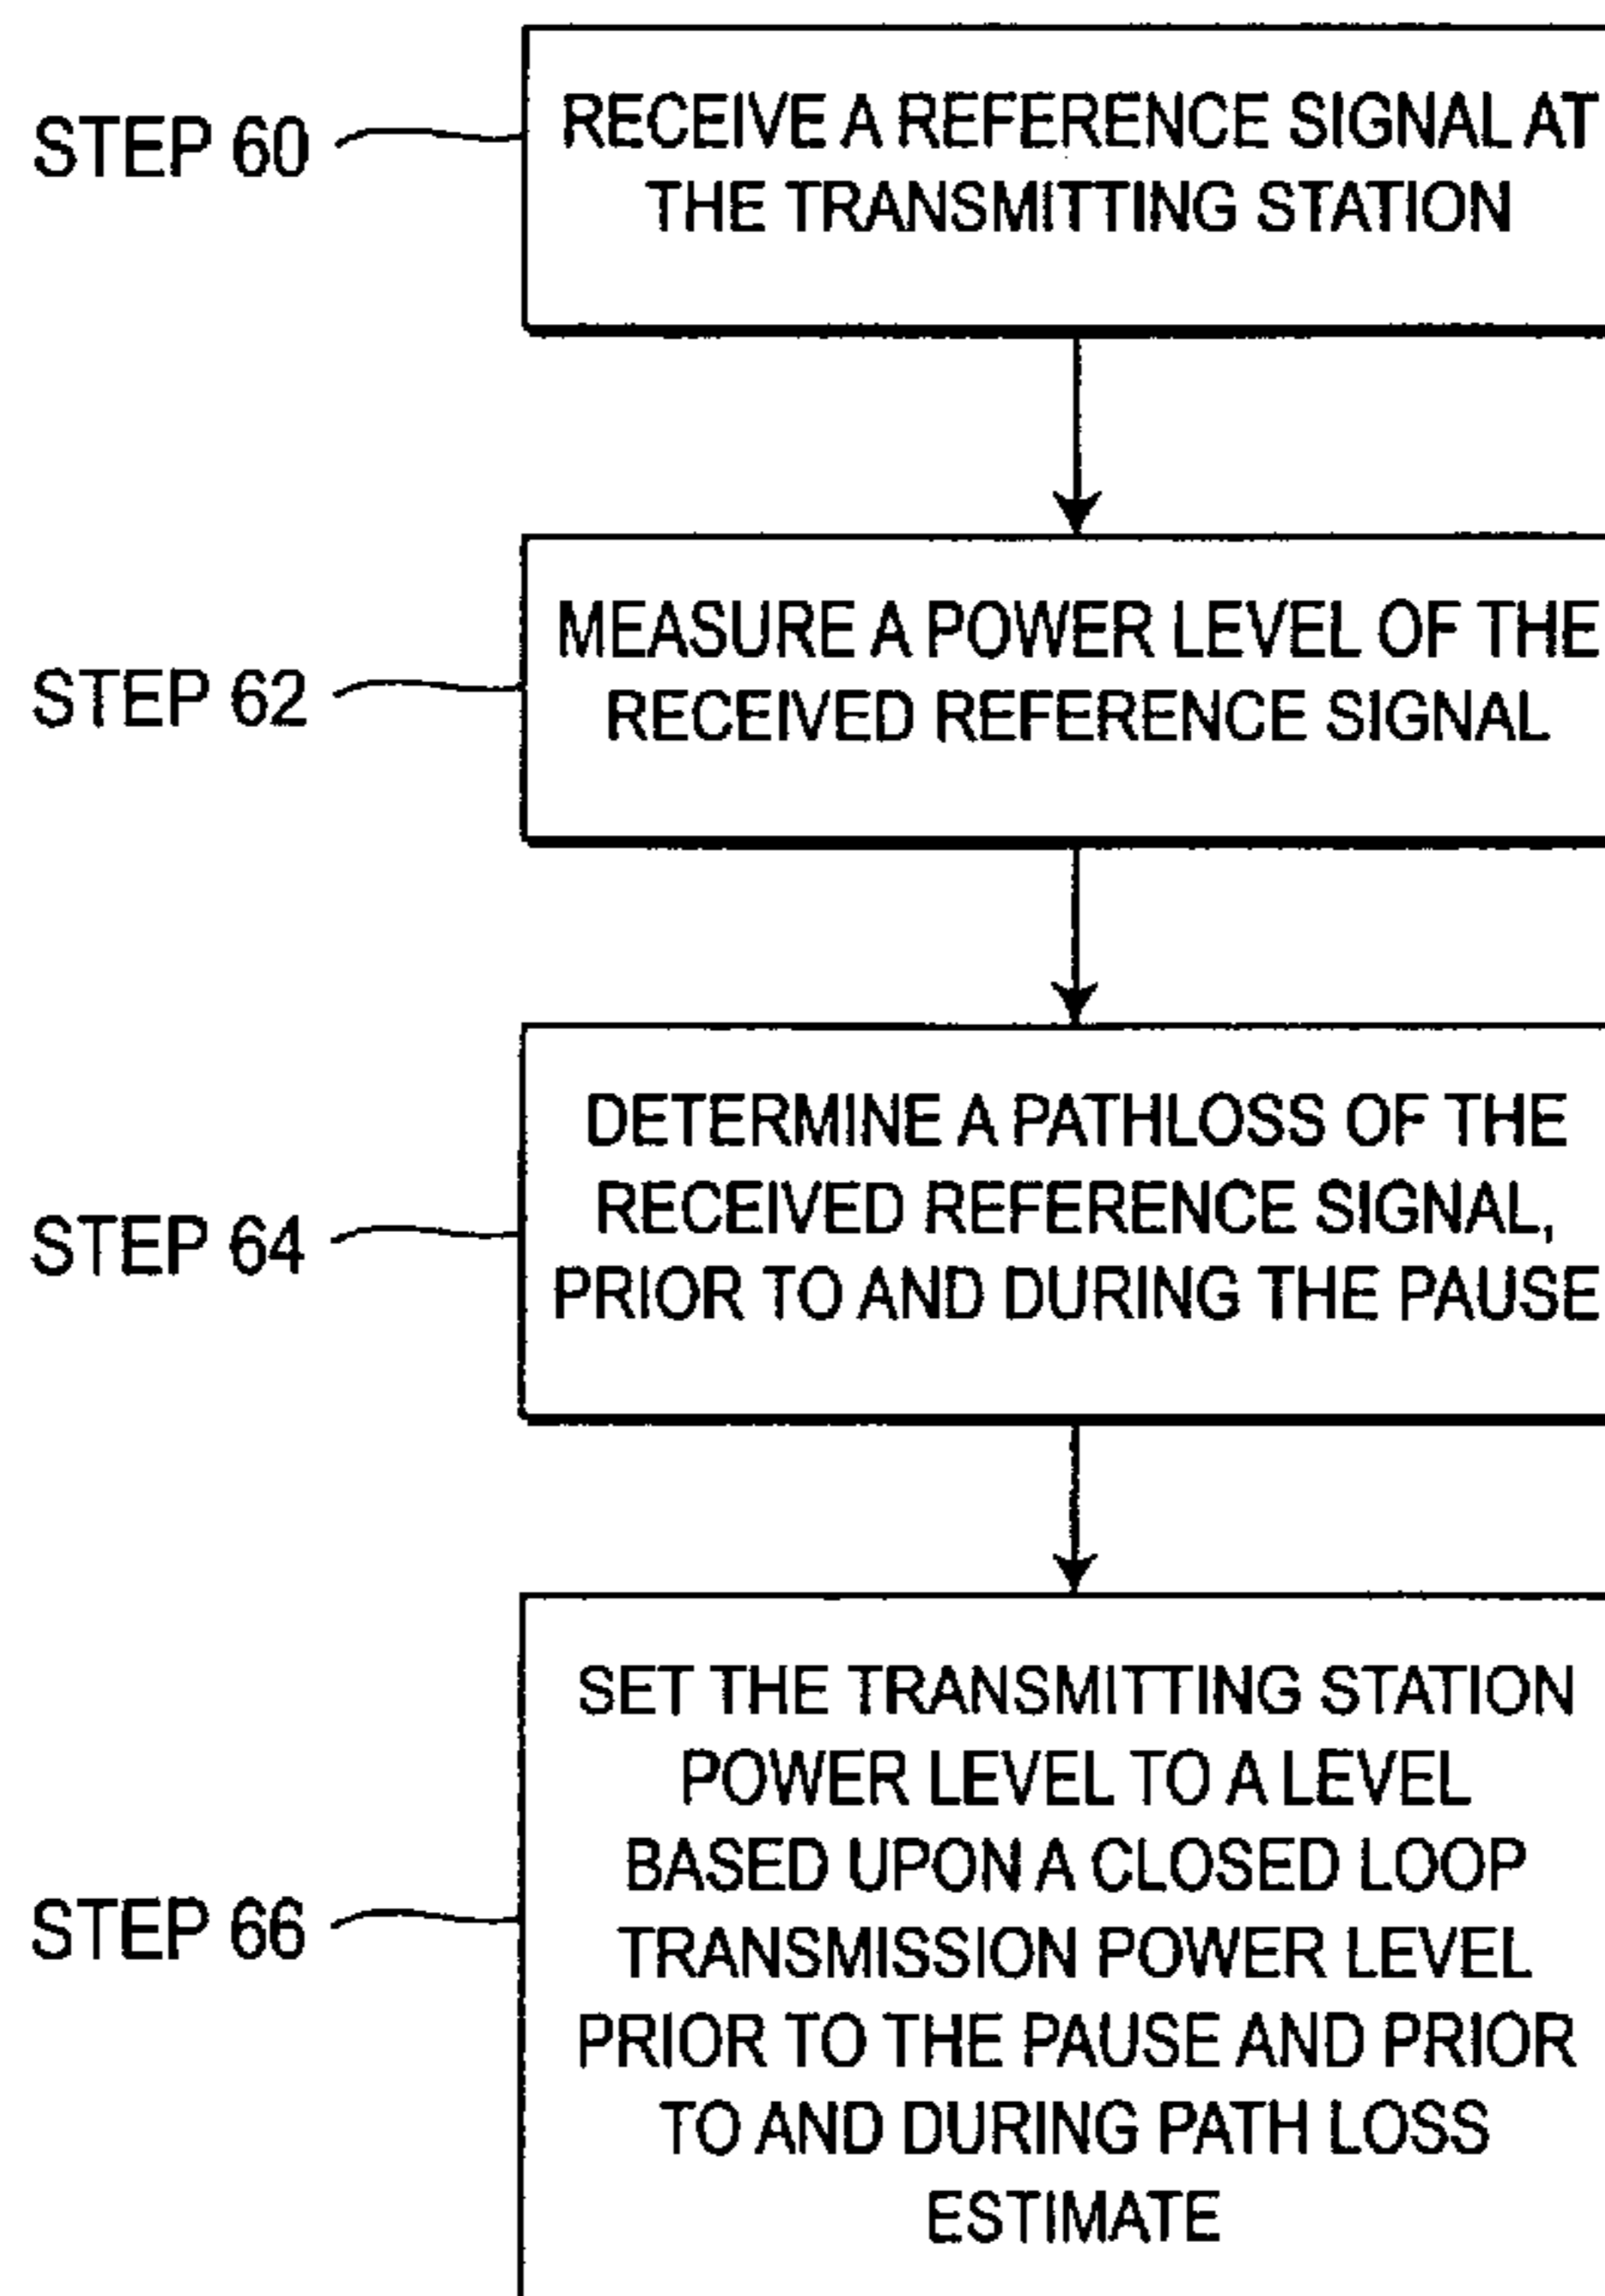 STEP 60
RECEIVE A REFERENCE SIGNAL AT
THE TRANSMITTING STATION
STEP 62
MEASURE A POWER LEVEL OF THE
RECEIVED REFERENCE SIGNAL
STEP 64
DETERMINE A PATHLOSS OF THE
RECEIVED REFERENCE SIGNAL,
PRIOR TO AND DURING THE PAUSE
STEP 66
SET THE TRANSMITTING STATION
POWER LEVEL TO A LEVEL
BASED UPON A CLOSED LOOP
TRANSMISSION POWER LEVEL
PRIOR TO THE PAUSE AND PRIOR
TO AND DURING PATH LOSS
ESTIMATE